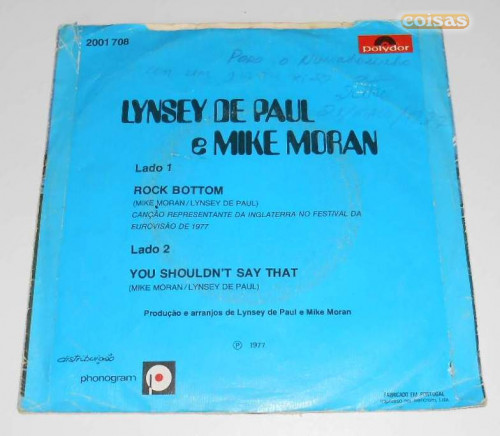 coisas
2001 708
Polydor
LYNSEY DE PAUL
e MIKE MORAN
Lado 1
ROCK BOTTOM
(MIKE MORAN/LYNSEY DE PAUL)
CANÇÃO REPRESENTANTE DA INGLATERRA NO FESTIVAL DA
EUROVISÃO DE 1977
Lado 2
YOU SHOULDN'T SAY THAT
(MIKE MORAN/LYNSEY DE PAUL)
Produção e arranjos de Lynsey de Paul e Mike Moran
℗ 1977
distribuição
phonogram
FABRICADO EM PORTUGAL